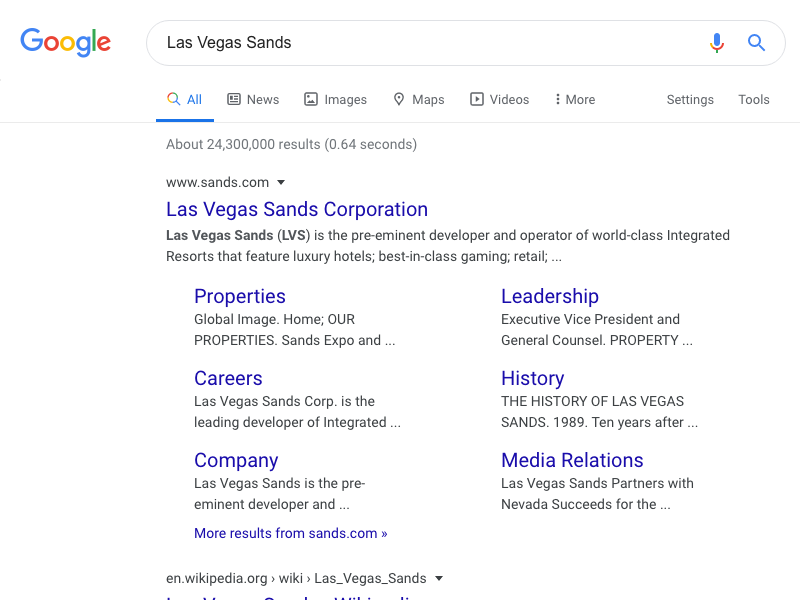 Google
Las Vegas Sands
All News Images Maps Videos More Settings Tools
About 24,300,000 results (0.64 seconds)
www.sands.com
Las Vegas Sands Corporation
Las Vegas Sands (LVS) is the pre-eminent developer and operator of world-class Integrated
Resorts that feature luxury hotels; best-in-class gaming; retail; ...
Properties
Global Image. Home; OUR
PROPERTIES. Sands Expo and ...
Leadership
Executive Vice President and
General Counsel. PROPERTY ...
Careers
Las Vegas Sands Corp. is the
leading developer of Integrated ...
History
THE HISTORY OF LAS VEGAS
SANDS. 1989. Ten years after ...
Company
Las Vegas Sands is the pre-
eminent developer and ...
Media Relations
Las Vegas Sands Partners with
Nevada Succeeds for the ...
More results from sands.com »
en.wikipedia.org › wiki › Las_Vegas_Sands